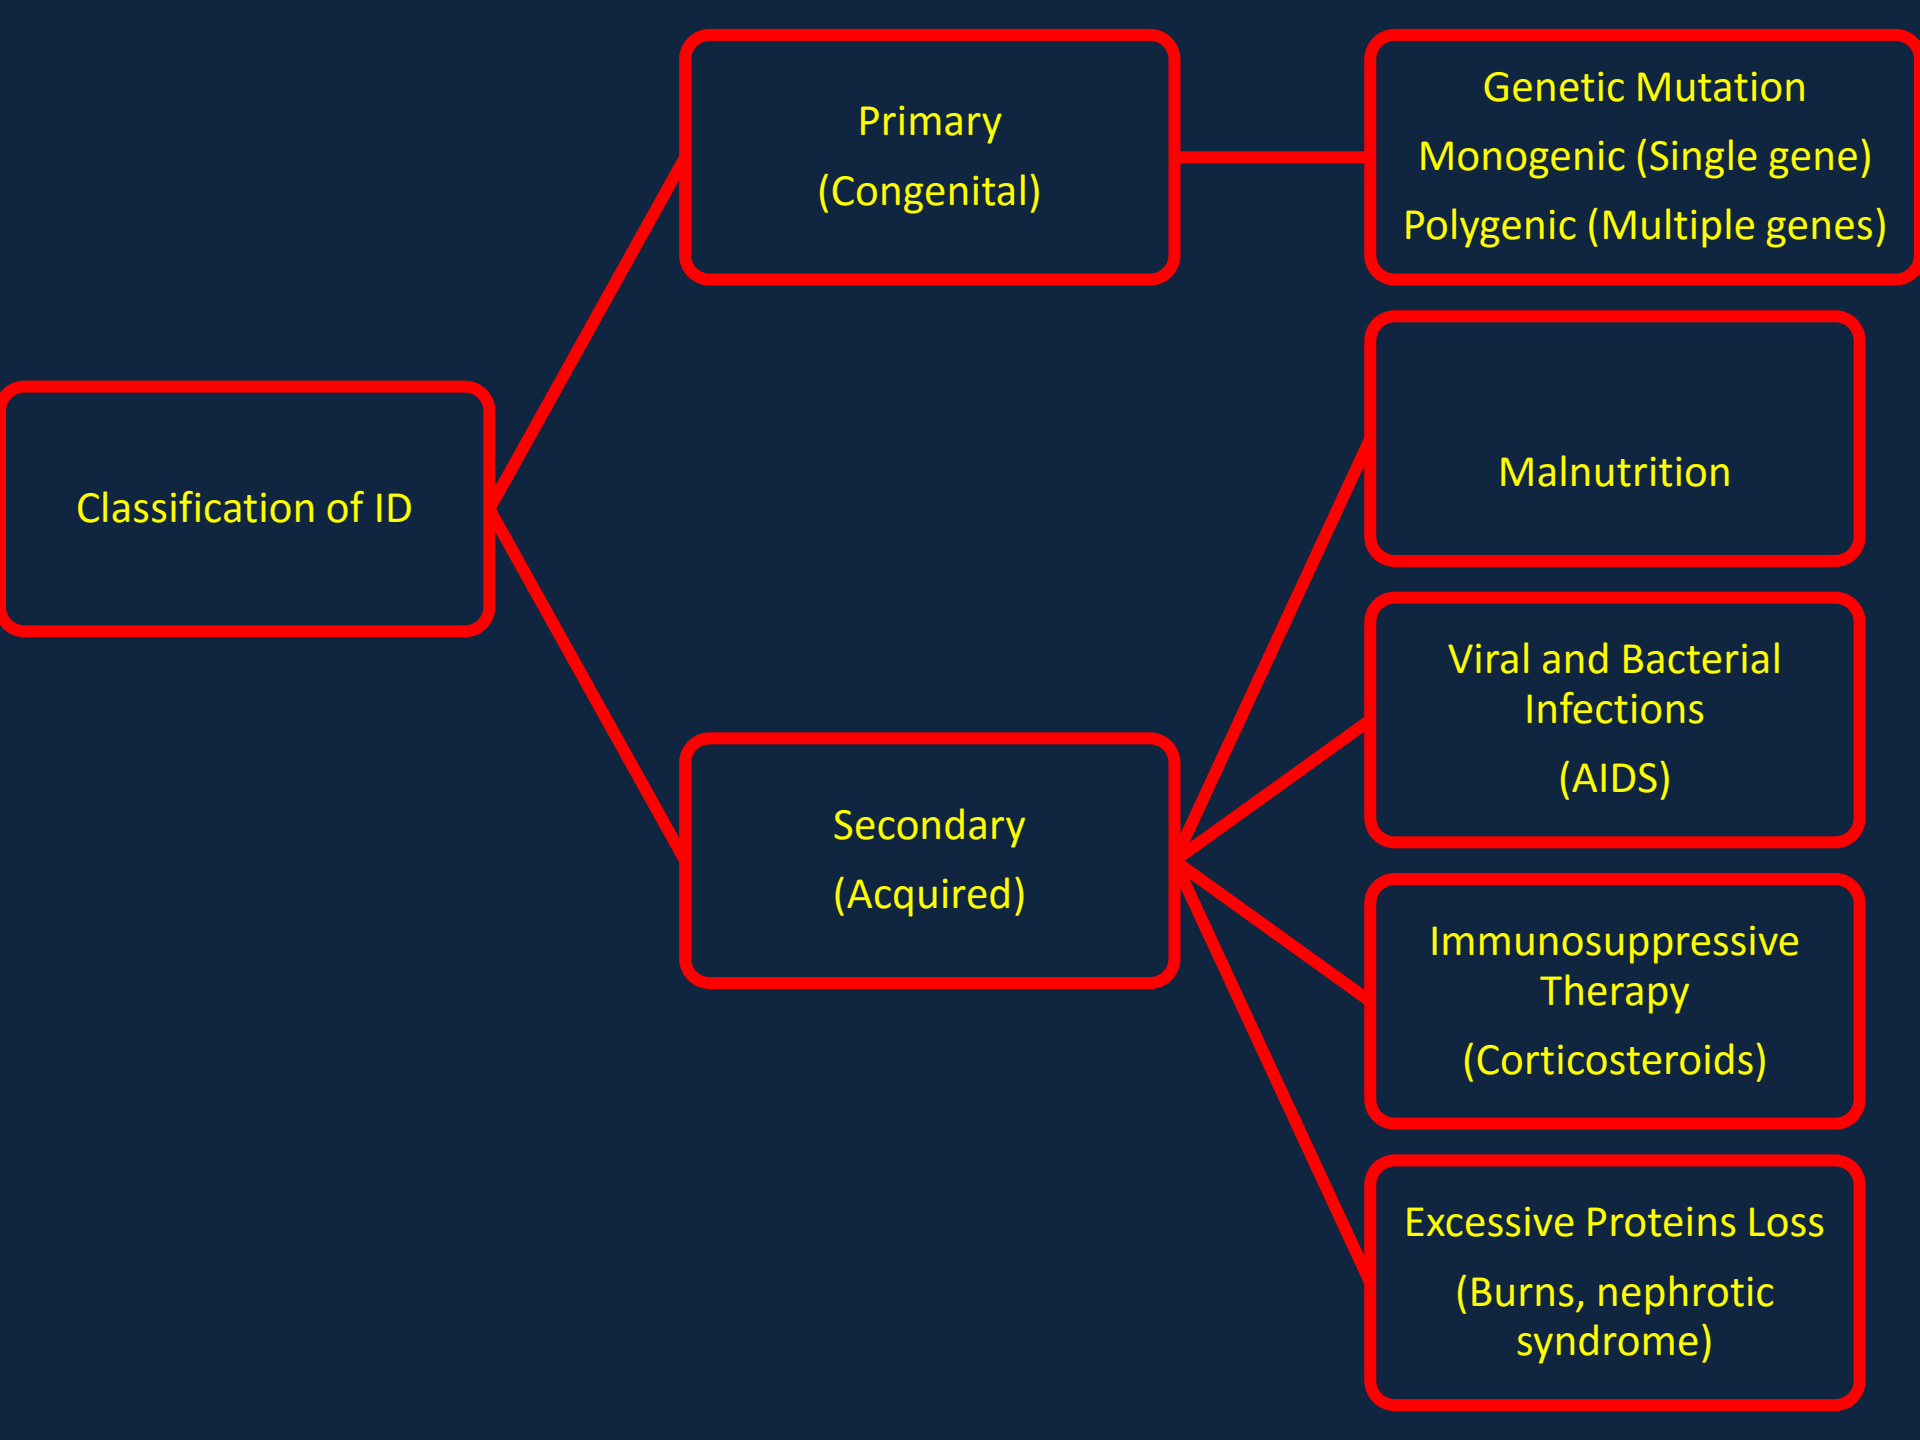 Classification of ID
Primary
(Congenital)
Genetic Mutation
Monogenic (Single gene)
Polygenic (Multiple genes)
Secondary
(Acquired)
Malnutrition
Viral and Bacterial
Infections
(AIDS)
Immunosuppressive
Therapy
(Corticosteroids)
Excessive Proteins Loss
(Burns, nephrotic
syndrome)